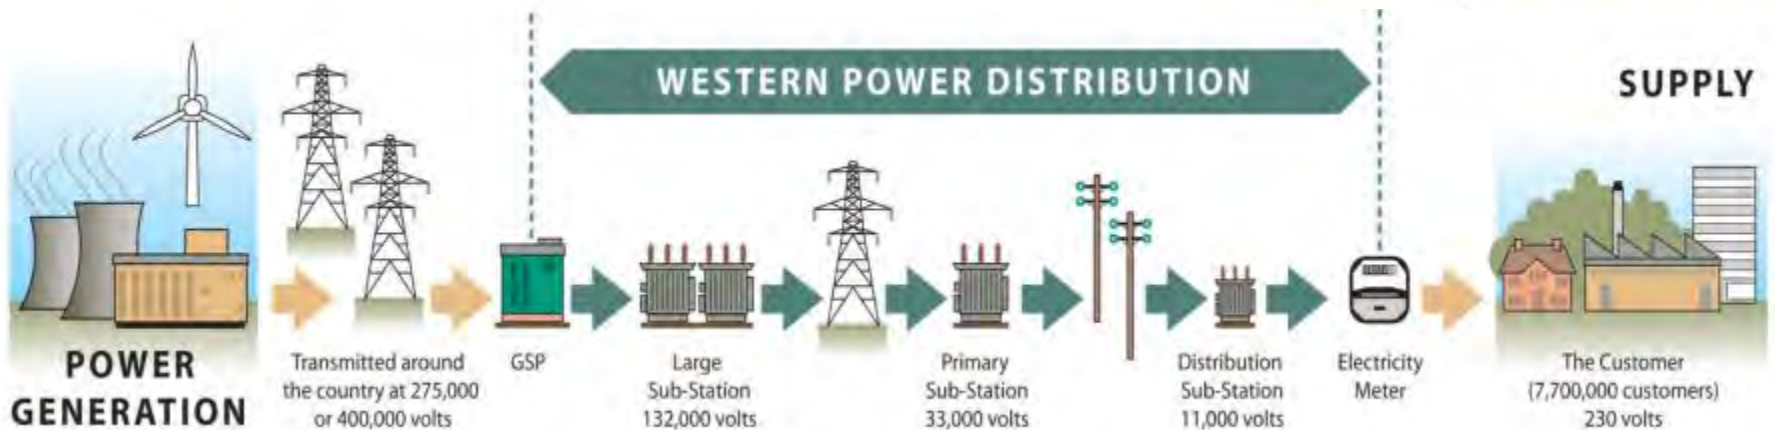 WESTERN POWER DISTRIBUTION
SUPPLY
POWER
GENERATION
Transmitted around
the country at 275,000
or 400,000 volts
GSP
Large
Sub-Station
132,000 volts
Primary
Sub-Station
33,000 volts
Distribution
Sub-Station
11,000 volts
Electricity
Meter
The Customer
(7,700,000 customers)
230 volts